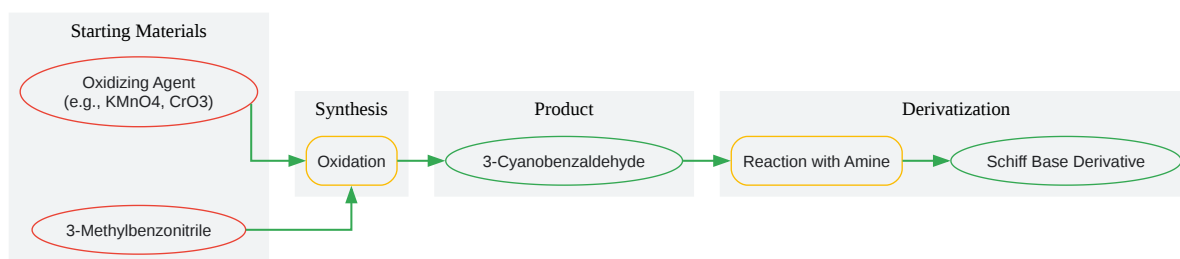 Starting Materials
Oxidizing Agent
(e.g., KMnO4, CrO3)
3-Methylbenzonitrile
Synthesis
Oxidation
Product
3-Cyanobenzaldehyde
Derivatization
Reaction with Amine
Schiff Base Derivative